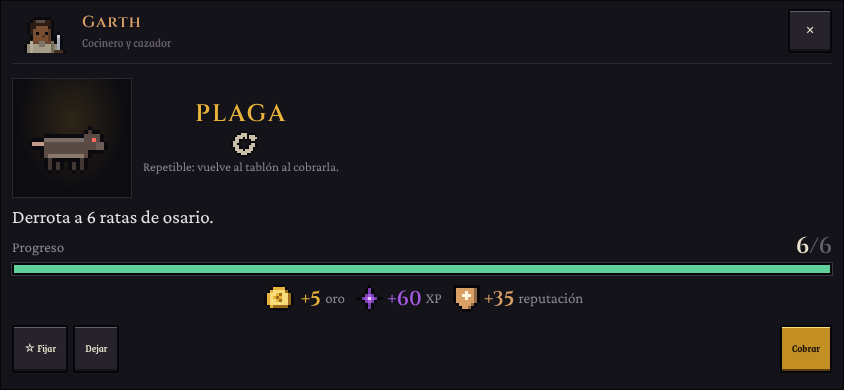 Garth
Cocinero y cazador
×
PLAGA
Repetible: vuelve al tablón al cobrarla.
Derrota a 6 ratas de osario.
Progreso
6/6
+5 oro +60 XP +35 reputación
☆ Fijar
Dejar
Cobrar